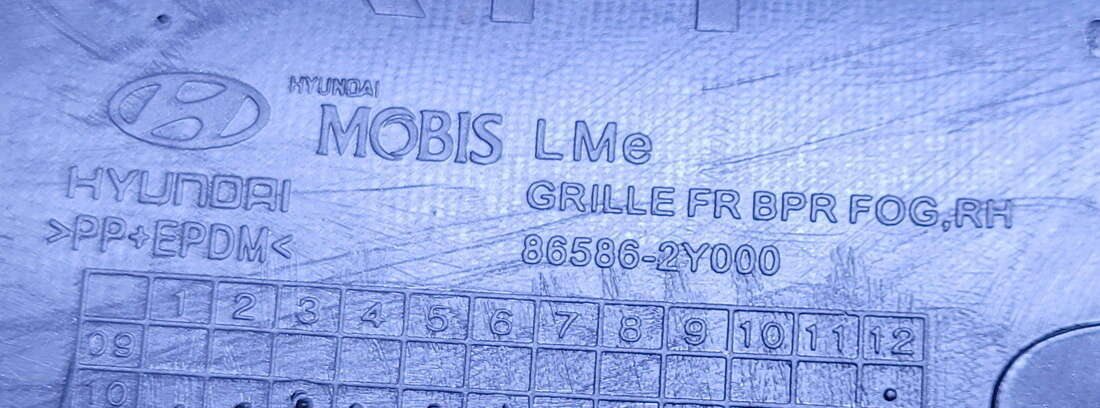 HYUNDAI
MOBIS LMe
HYUNDAI
GRILLE FR BPR FOG,RH
>PP+EPDM<
86586-2Y000
1 2 3 4 5 6 7 8 9 10 11 12
09
10